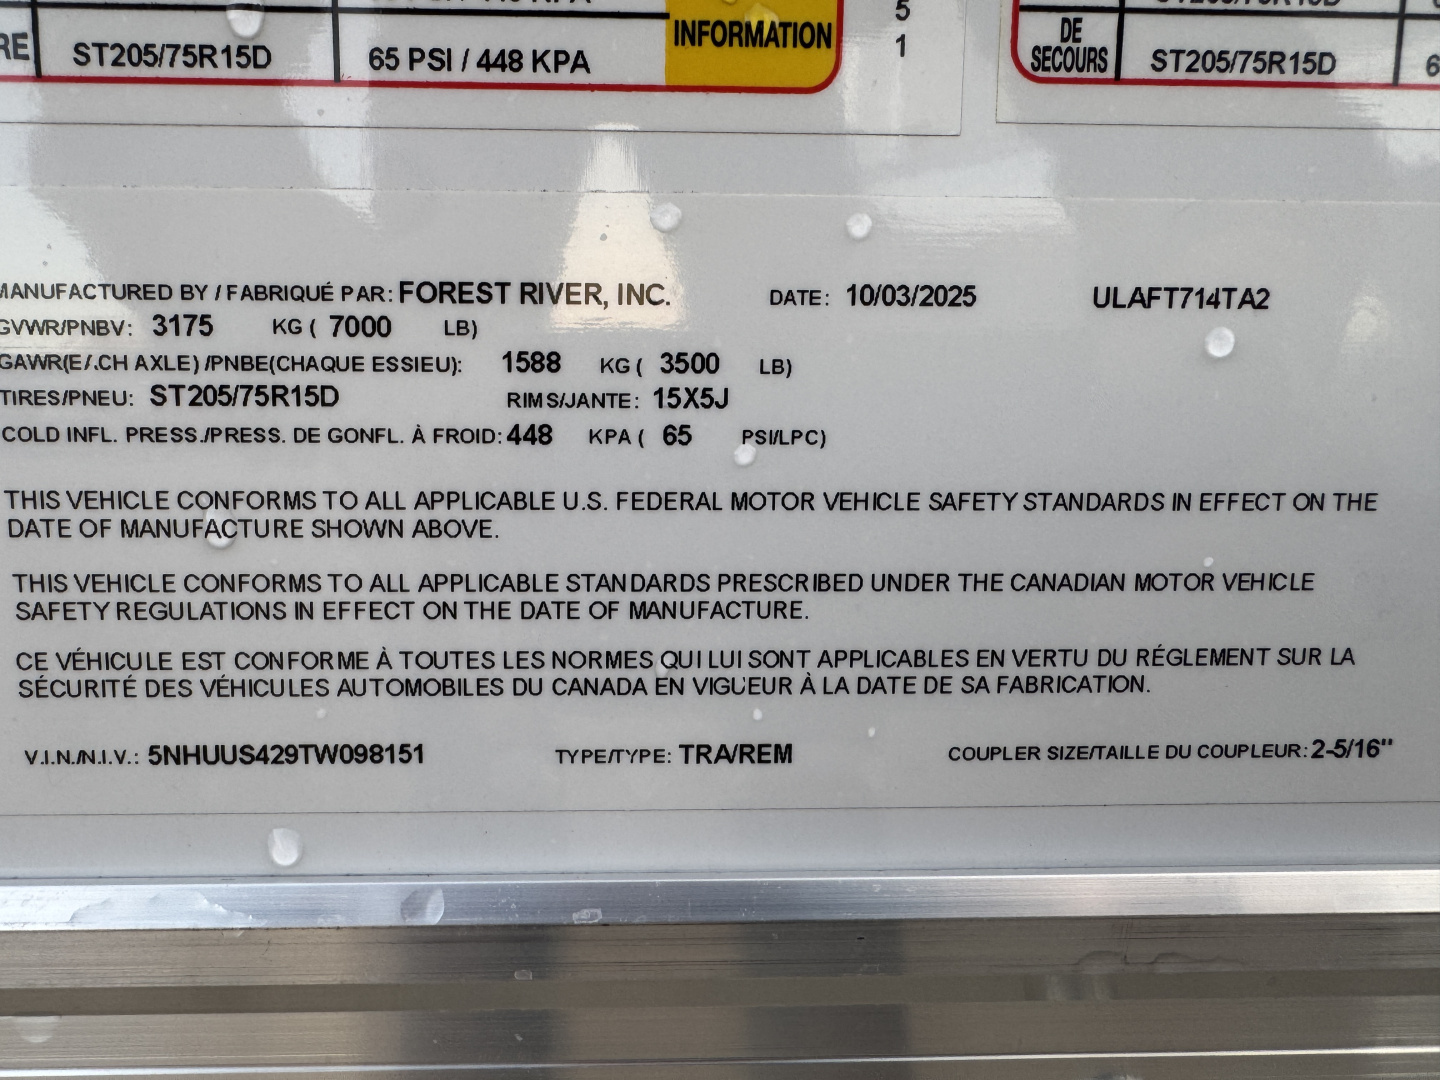 RE ST205/75R15D 65 PSI / 448 KPA INFORMATION
5
1
DE SECOURS ST205/75R15D 6
MANUFACTURED BY / FABRIQUÉ PAR: FOREST RIVER, INC. DATE: 10/03/2025 ULAFT714TA2
GVWR/PNBV: 3175 KG ( 7000 LB)
GAWR(EACH AXLE) /PNBE(CHAQUE ESSIEU): 1588 KG ( 3500 LB)
TIRES/PNEU: ST205/75R15D RIMS/JANTE: 15X5J
COLD INFL. PRESS./PRESS. DE GONFL. À FROID: 448 KPA ( 65 PSI/LPC)
THIS VEHICLE CONFORMS TO ALL APPLICABLE U.S. FEDERAL MOTOR VEHICLE SAFETY STANDARDS IN EFFECT ON THE
DATE OF MANUFACTURE SHOWN ABOVE.
THIS VEHICLE CONFORMS TO ALL APPLICABLE STANDARDS PRESCRIBED UNDER THE CANADIAN MOTOR VEHICLE
SAFETY REGULATIONS IN EFFECT ON THE DATE OF MANUFACTURE.
CE VÉHICULE EST CONFORME À TOUTES LES NORMES QUI LUI SONT APPLICABLES EN VERTU DU RÉGLEMENT SUR LA
SÉCURITÉ DES VÉHICULES AUTOMOBILES DU CANADA EN VIGUEUR À LA DATE DE SA FABRICATION.
V.I.N./N.I.V.: 5NHUUS429TW098151 TYPE/TYPE: TRA/REM COUPLER SIZE/TAILLE DU COUPLEUR: 2-5/16"